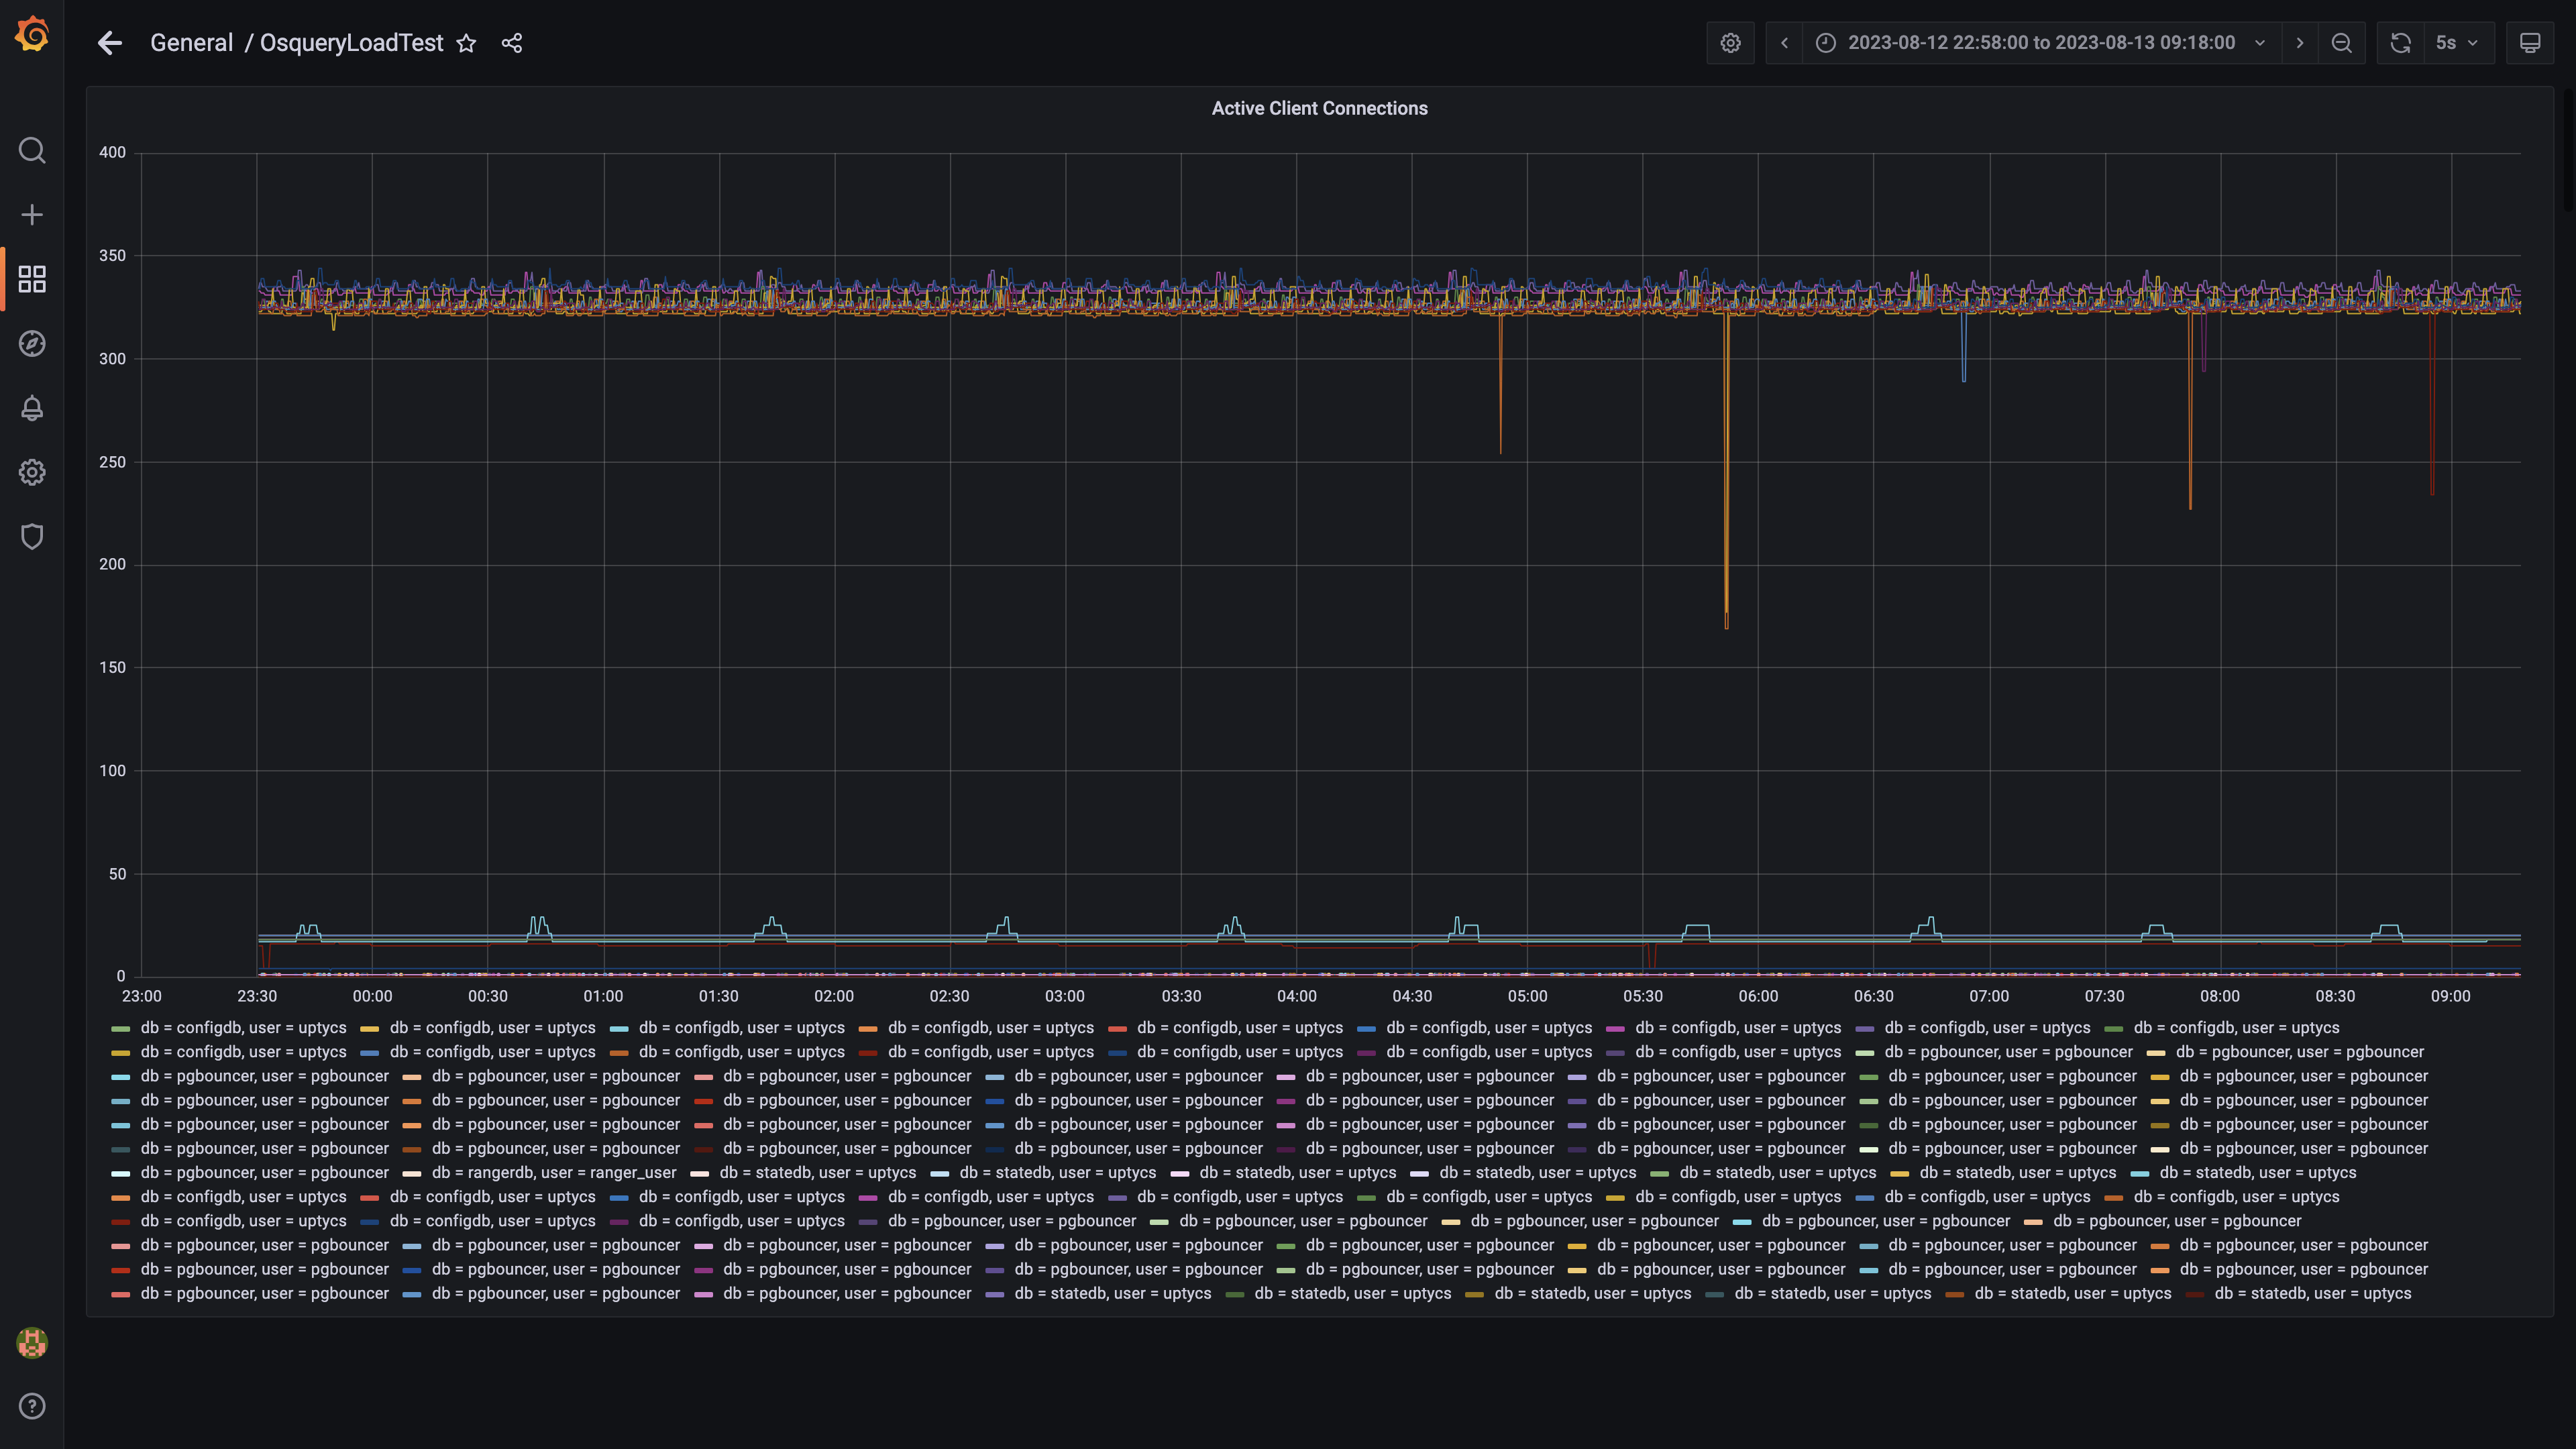 General / OsqueryLoadTest
2023-08-12 22:58:00 to 2023-08-13 09:18:00
5s
Active Client Connections
400
350
300
250
200
150
100
50
0
23:00 23:30 00:00 00:30 01:00 01:30 02:00 02:30 03:00 03:30 04:00 04:30 05:00 05:30 06:00 06:30 07:00 07:30 08:00 08:30 09:00
db = configdb, user = uptycs db = configdb, user = uptycs db = configdb, user = uptycs db = configdb, user = uptycs db = configdb, user = uptycs db = configdb, user = uptycs db = configdb, user = uptycs db = configdb, user = uptycs db = configdb, user = uptycs
db = configdb, user = uptycs db = configdb, user = uptycs db = configdb, user = uptycs db = configdb, user = uptycs db = configdb, user = uptycs db = configdb, user = uptycs db = configdb, user = uptycs db = pgbouncer, user = pgbouncer db = pgbouncer, user = pgbouncer
db = pgbouncer, user = pgbouncer db = pgbouncer, user = pgbouncer db = pgbouncer, user = pgbouncer db = pgbouncer, user = pgbouncer db = pgbouncer, user = pgbouncer db = pgbouncer, user = pgbouncer db = pgbouncer, user = pgbouncer db = pgbouncer, user = pgbouncer
db = pgbouncer, user = pgbouncer db = pgbouncer, user = pgbouncer db = pgbouncer, user = pgbouncer db = pgbouncer, user = pgbouncer db = pgbouncer, user = pgbouncer db = pgbouncer, user = pgbouncer db = pgbouncer, user = pgbouncer db = pgbouncer, user = pgbouncer
db = pgbouncer, user = pgbouncer db = pgbouncer, user = pgbouncer db = pgbouncer, user = pgbouncer db = pgbouncer, user = pgbouncer db = pgbouncer, user = pgbouncer db = pgbouncer, user = pgbouncer db = pgbouncer, user = pgbouncer db = pgbouncer, user = pgbouncer
db = pgbouncer, user = pgbouncer db = pgbouncer, user = pgbouncer db = pgbouncer, user = pgbouncer db = pgbouncer, user = pgbouncer db = pgbouncer, user = pgbouncer db = pgbouncer, user = pgbouncer db = pgbouncer, user = pgbouncer db = pgbouncer, user = pgbouncer
db = pgbouncer, user = pgbouncer db = rangerdb, user = ranger_user db = statedb, user = uptycs db = statedb, user = uptycs db = statedb, user = uptycs db = statedb, user = uptycs db = statedb, user = uptycs db = statedb, user = uptycs db = statedb, user = uptycs
db = configdb, user = uptycs db = configdb, user = uptycs db = configdb, user = uptycs db = configdb, user = uptycs db = configdb, user = uptycs db = configdb, user = uptycs db = configdb, user = uptycs db = configdb, user = uptycs db = configdb, user = uptycs
db = configdb, user = uptycs db = configdb, user = uptycs db = configdb, user = uptycs db = pgbouncer, user = pgbouncer db = pgbouncer, user = pgbouncer db = pgbouncer, user = pgbouncer db = pgbouncer, user = pgbouncer db = pgbouncer, user = pgbouncer
db = pgbouncer, user = pgbouncer db = pgbouncer, user = pgbouncer db = pgbouncer, user = pgbouncer db = pgbouncer, user = pgbouncer db = pgbouncer, user = pgbouncer db = pgbouncer, user = pgbouncer db = pgbouncer, user = pgbouncer db = pgbouncer, user = pgbouncer
db = pgbouncer, user = pgbouncer db = pgbouncer, user = pgbouncer db = pgbouncer, user = pgbouncer db = pgbouncer, user = pgbouncer db = pgbouncer, user = pgbouncer db = pgbouncer, user = pgbouncer db = pgbouncer, user = pgbouncer db = pgbouncer, user = pgbouncer
db = pgbouncer, user = pgbouncer db = pgbouncer, user = pgbouncer db = pgbouncer, user = pgbouncer db = statedb, user = uptycs db = statedb, user = uptycs db = statedb, user = uptycs db = statedb, user = uptycs db = statedb, user = uptycs db = statedb, user = uptycs